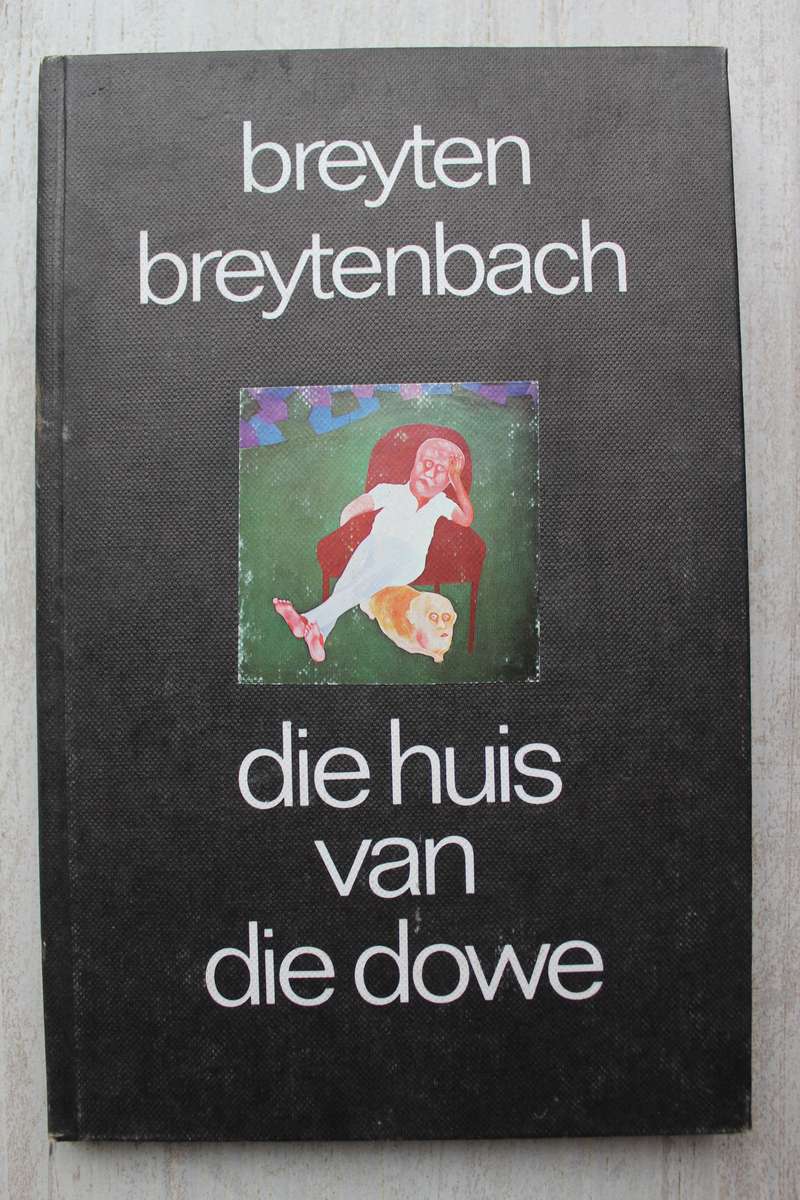 breyten
breytenbach
die huis
van
die dowe